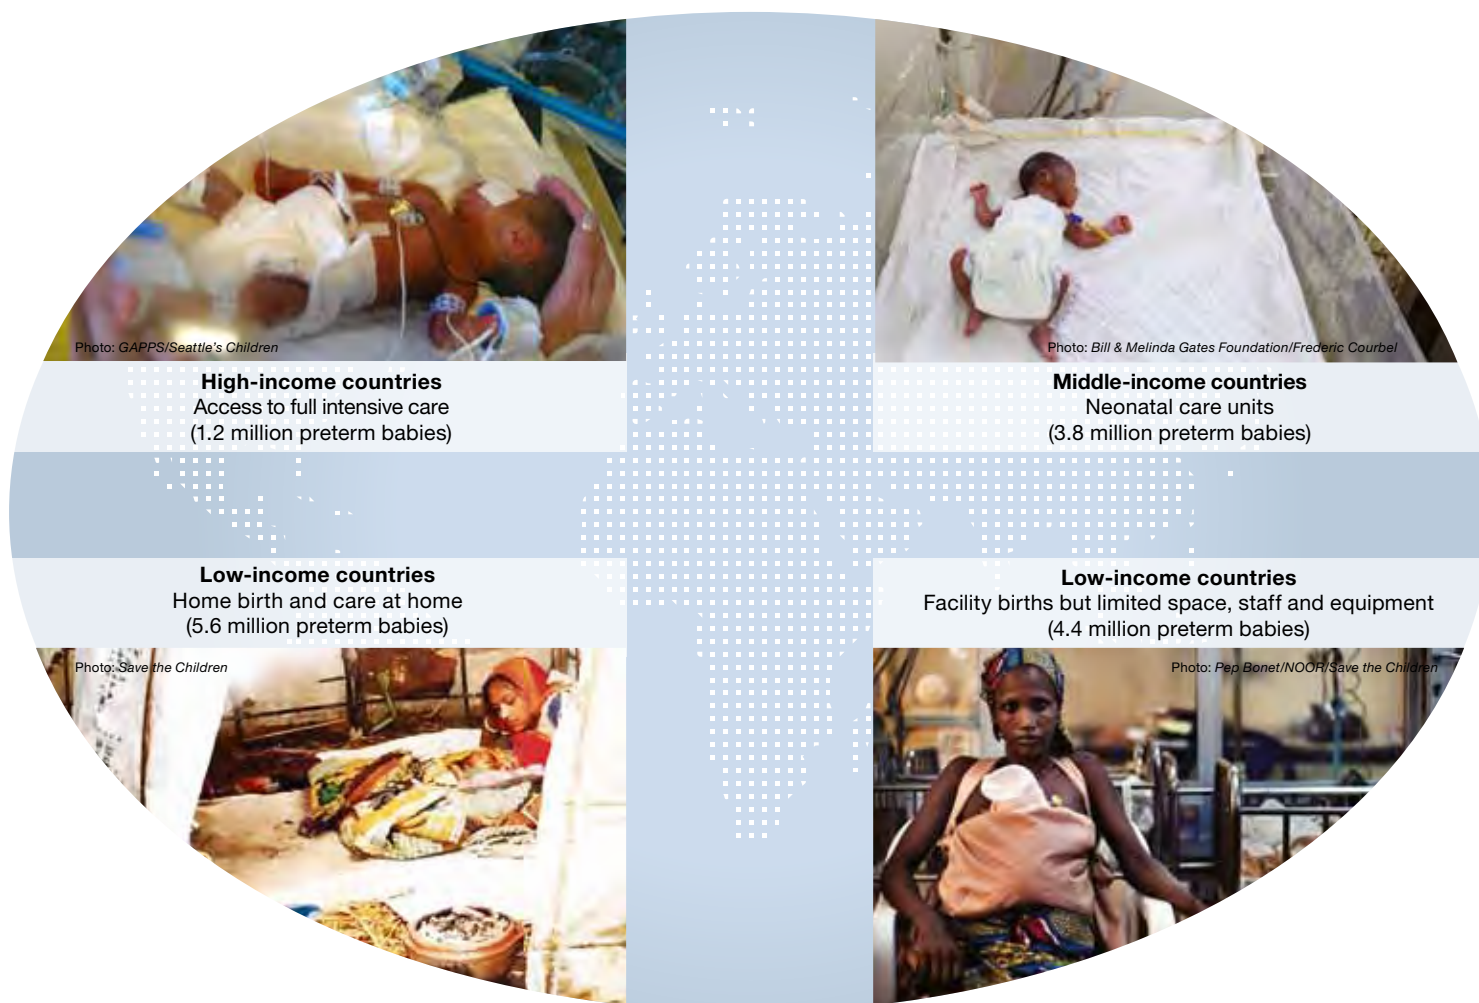 Photo: GAPPS/Seattle's Children
Photo: Bill & Melinda Gates Foundation/Frederic Courbel
High-income countries
Access to full intensive care
(1.2 million preterm babies)
Middle-income countries
Neonatal care units
(3.8 million preterm babies)
Low-income countries
Home birth and care at home
(5.6 million preterm babies)
Low-income countries
Facility births but limited space, staff and equipment
(4.4 million preterm babies)
Photo: Save the Children
Photo: Pep Bonet/NOOR/Save the Children